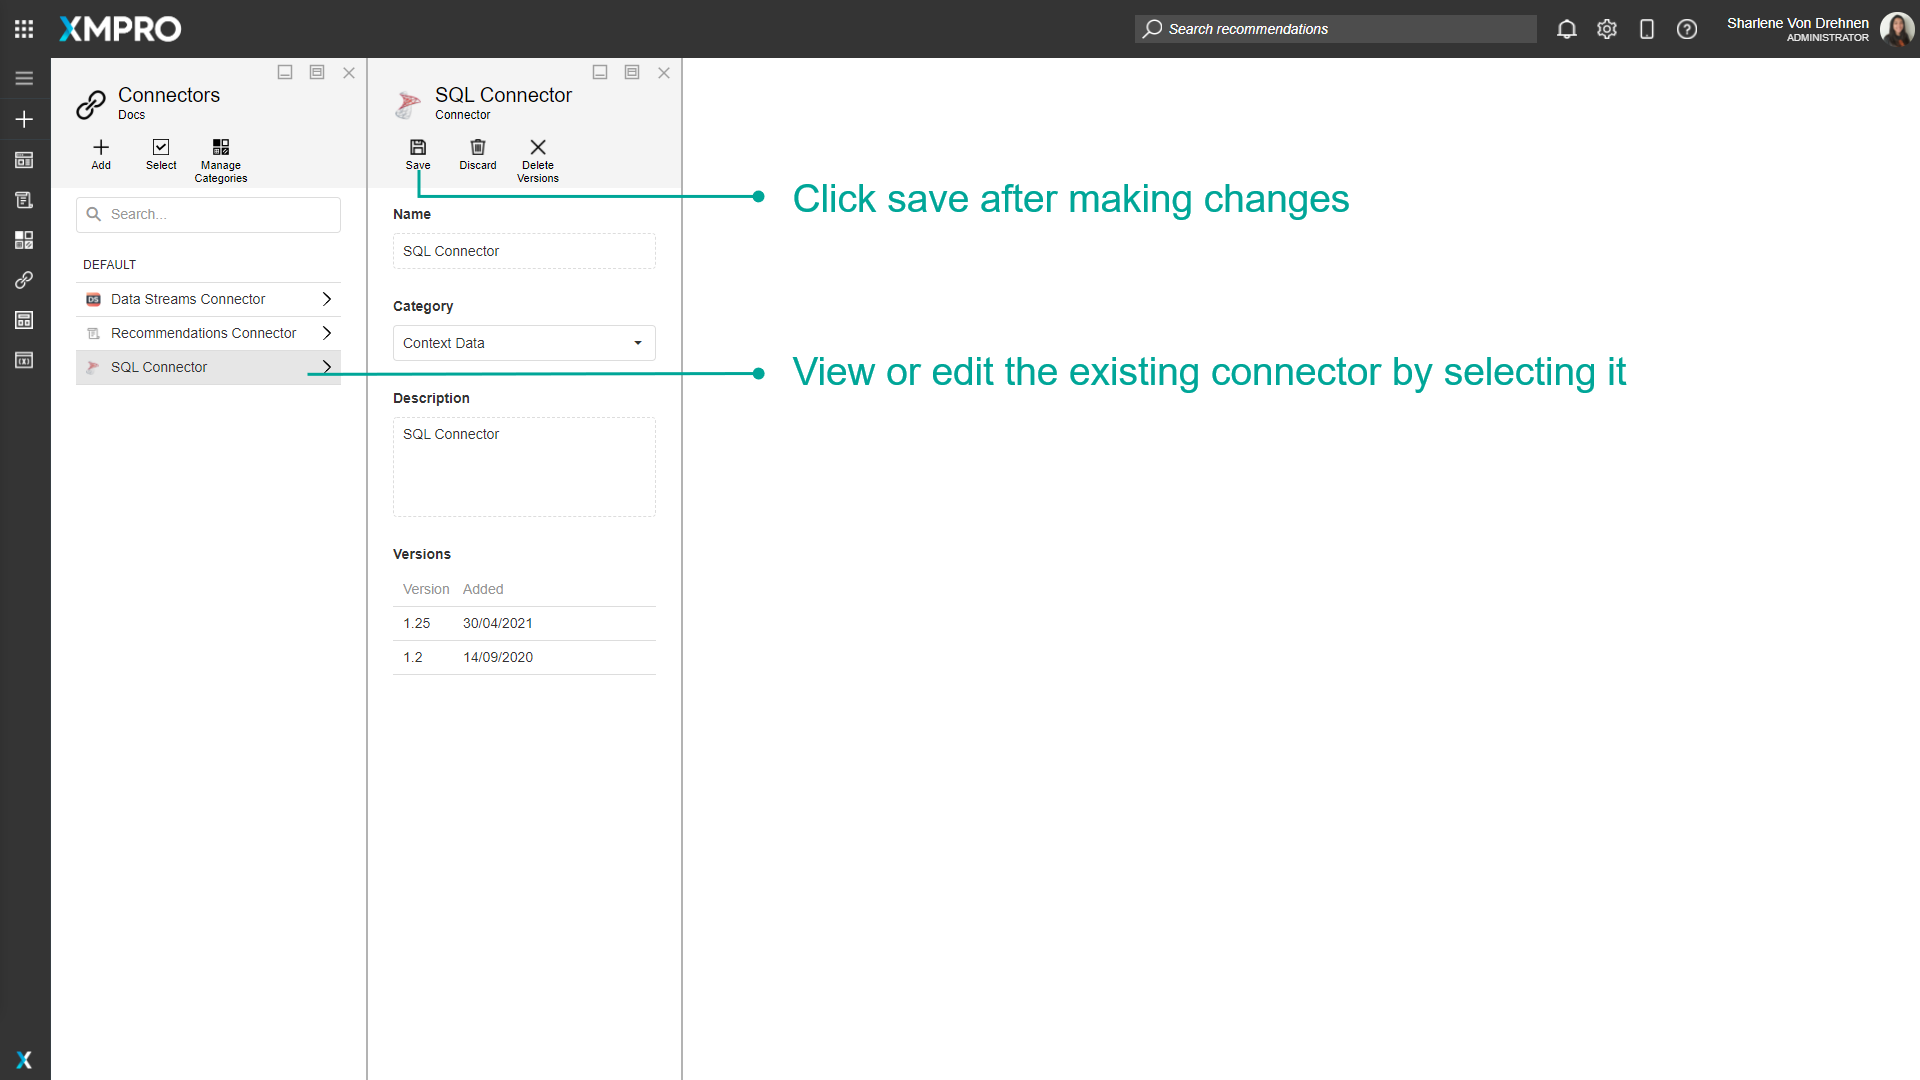 XMPRO
Search recommendations
Sharlene Von Drehnen
ADMINISTRATOR
Connectors
Docs
Add
Select
Manage
Categories
Search...
DEFAULT
DS
Data Streams Connector
Recommendations Connector
SQL Connector
SQL Connector
Connector
Save
Discard
Delete
Versions
Click save after making changes
Name
SQL Connector
Category
Context Data
View or edit the existing connector by selecting it
Description
SQL Connector
Versions
Version Added
1.25 30/04/2021
1.2 14/09/2020